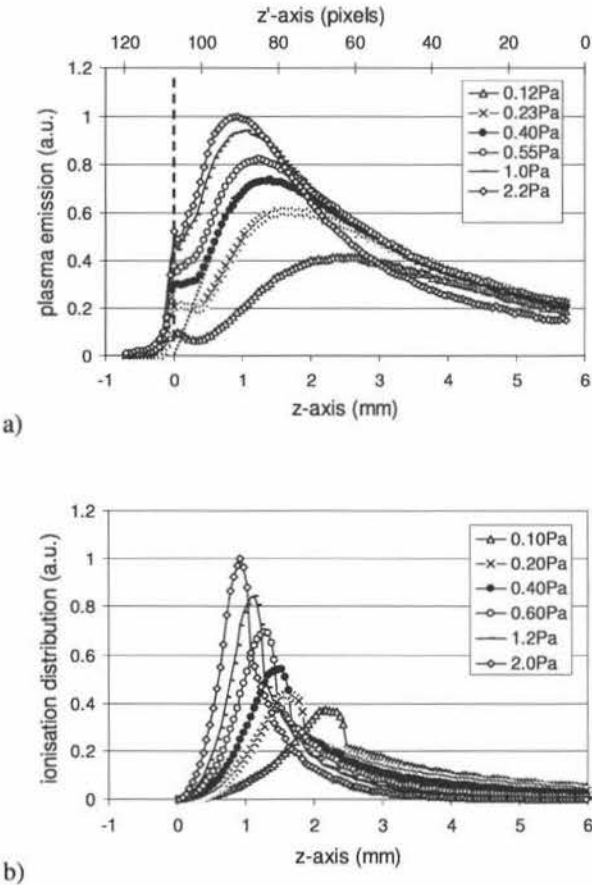 z'-axis (pixels)
120 100 80 60 40 20 0
1.2
1
0.8
0.6
0.4
0.2
0
plasma emission (a.u.)
0.12Pa
0.23Pa
0.40Pa
0.55Pa
1.0Pa
2.2Pa
-1 0 1 2 3 4 5 6
z-axis (mm)
a)
1.2
1
0.8
0.6
0.4
0.2
0
ionisation distribution (a.u.)
0.10Pa
0.20Pa
0.40Pa
0.60Pa
1.2Pa
2.0Pa
-1 0 1 2 3 4 5 6
z-axis (mm)
b)